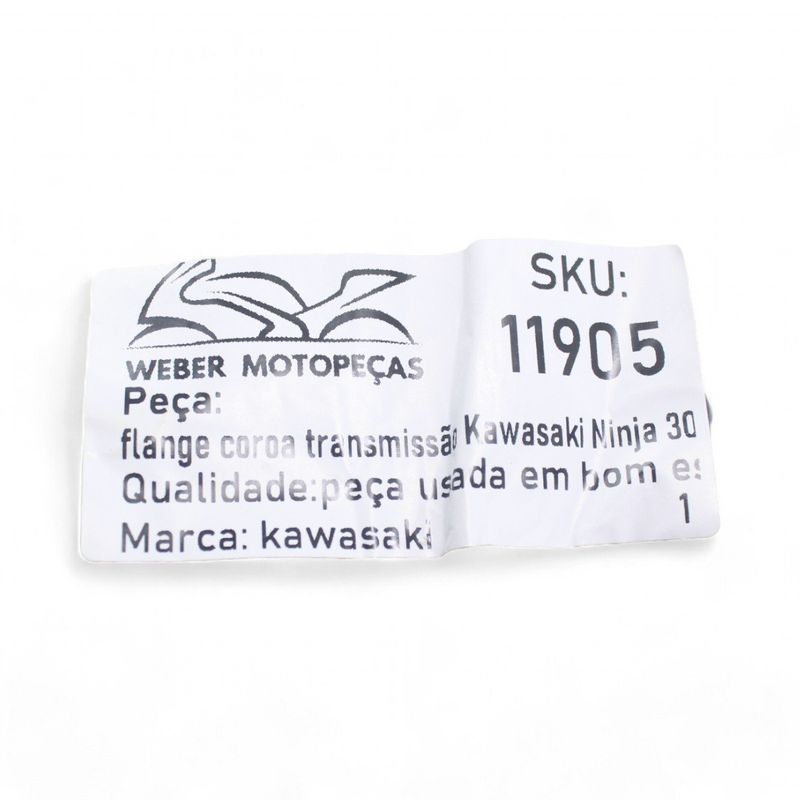 WEBER MOTOPEÇAS
SKU:
11905
Peça:
flange coroa transmissão Kawasaki Ninja 30
Qualidade:peça usada em bom es
Marca: kawasaki
1